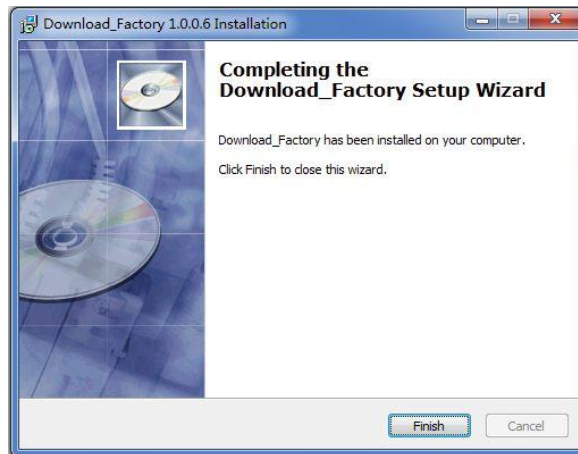 Download_Factory 1.0.0.6 Installation
Completing the
Download_Factory Setup Wizard
Download_Factory has been installed on your computer.
Click Finish to close this wizard.
Finish
Cancel